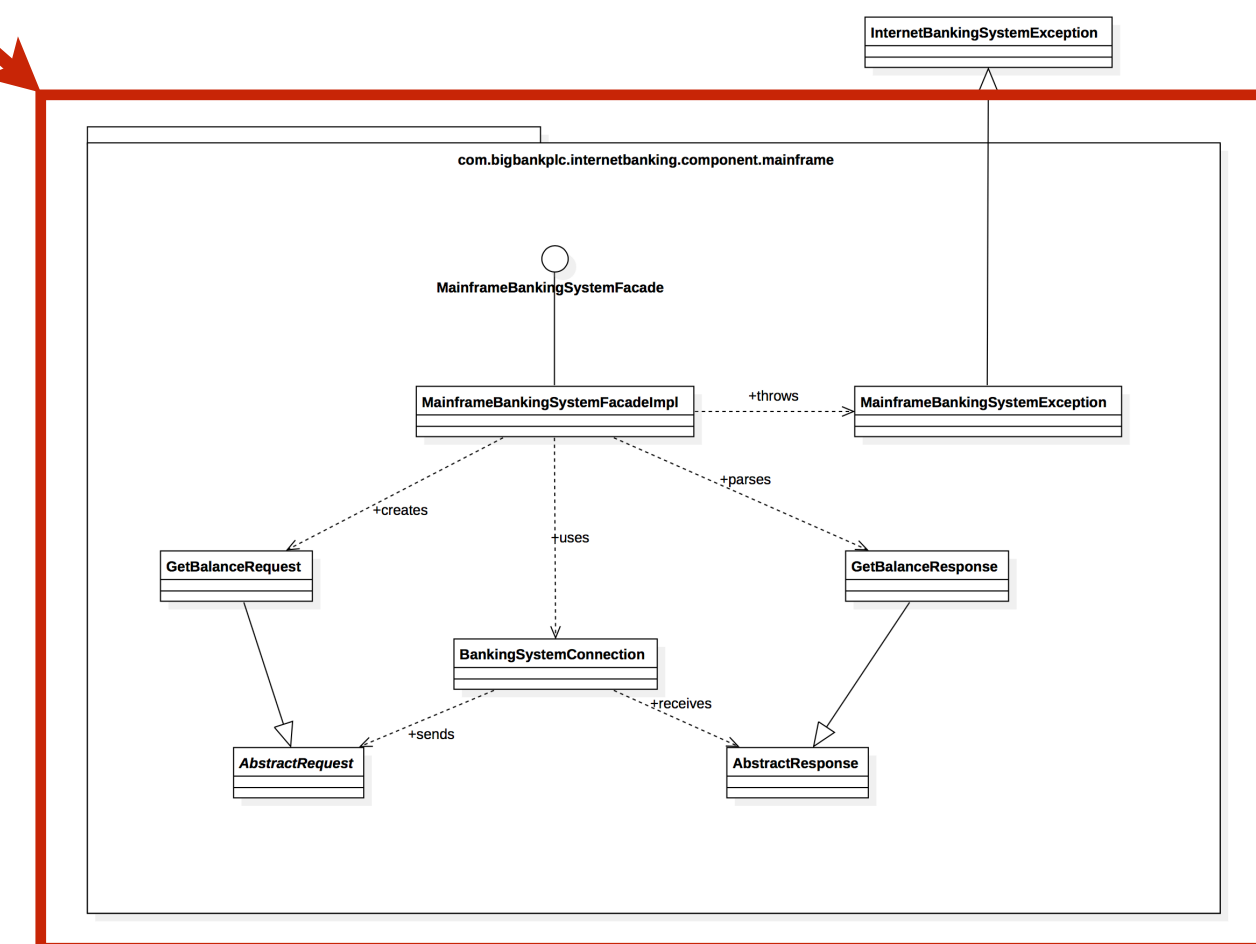 InternetBankingSystemException
com.bigbankplc.internetbanking.component.mainframe
MainframeBankingSystemFacade
MainframeBankingSystemFacadeImpl
+throws
MainframeBankingSystemException
+creates
+uses
+parses
GetBalanceRequest
GetBalanceResponse
BankingSystemConnection
+sends
+receives
AbstractRequest
AbstractResponse